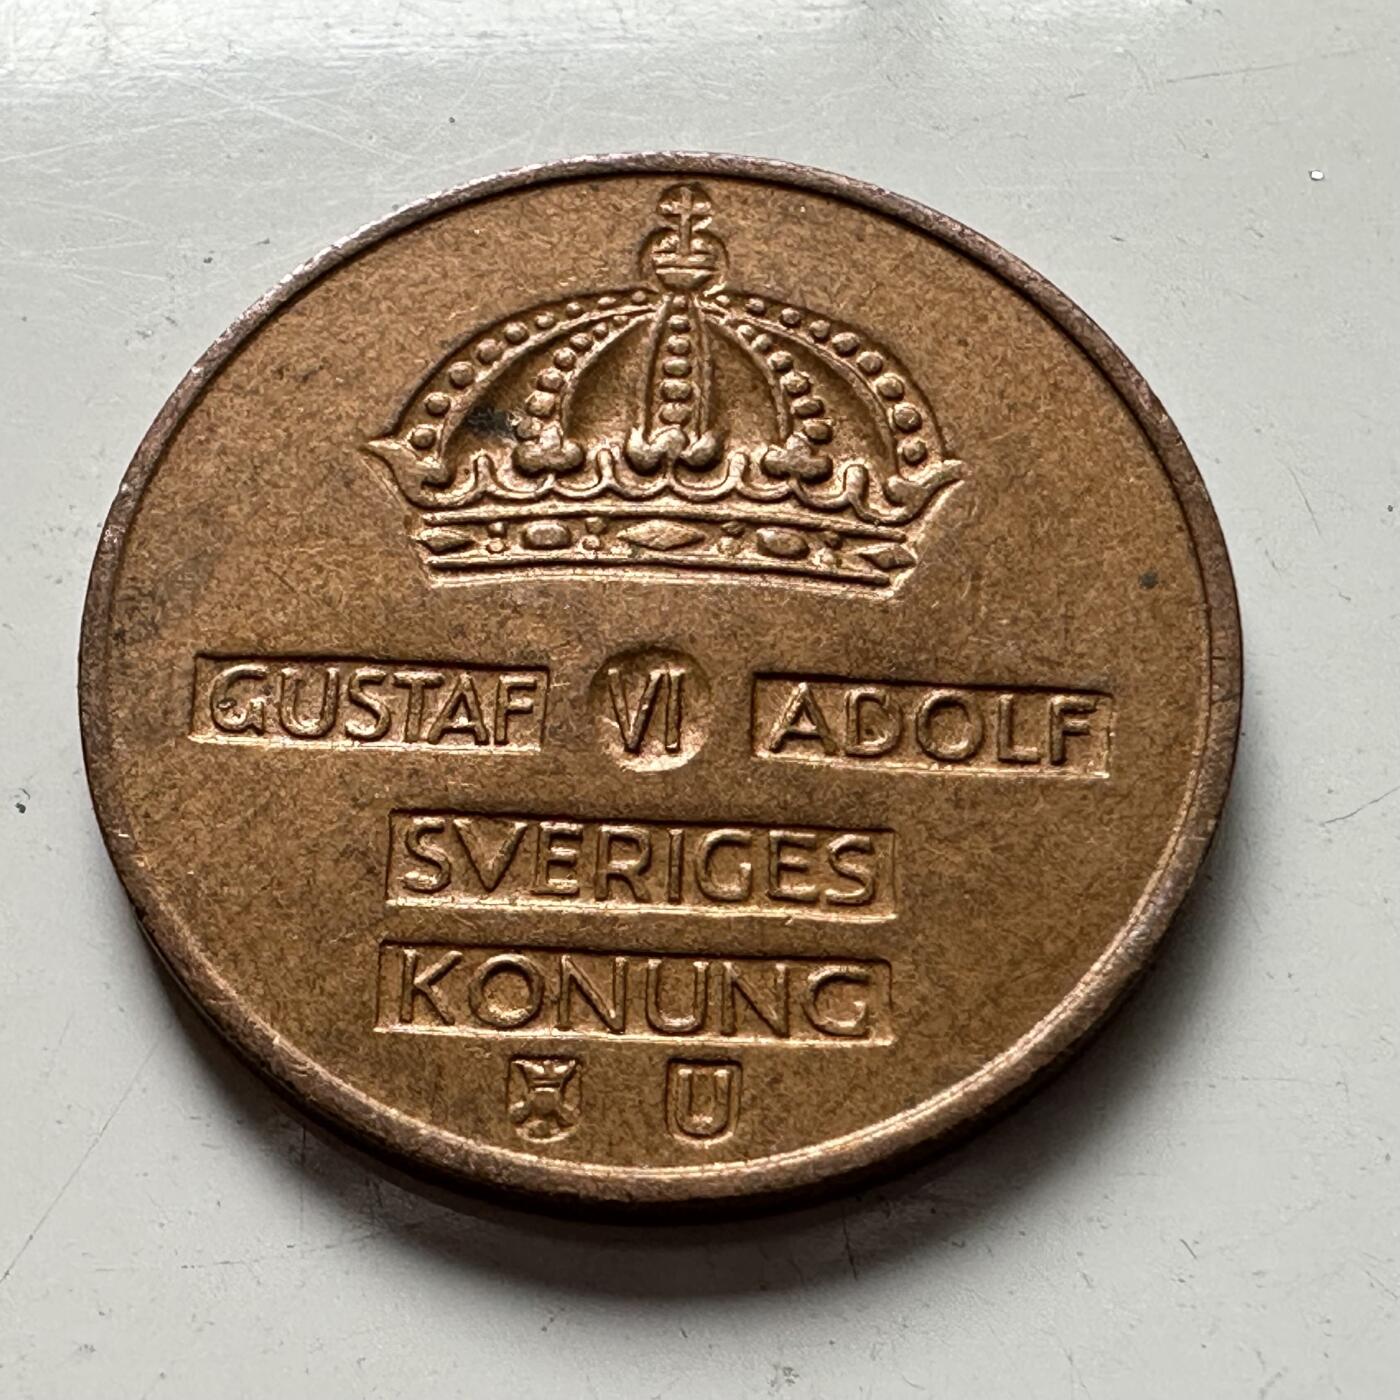 GUSTAF VI ADOLF
SVERIGES
KONUNG
U